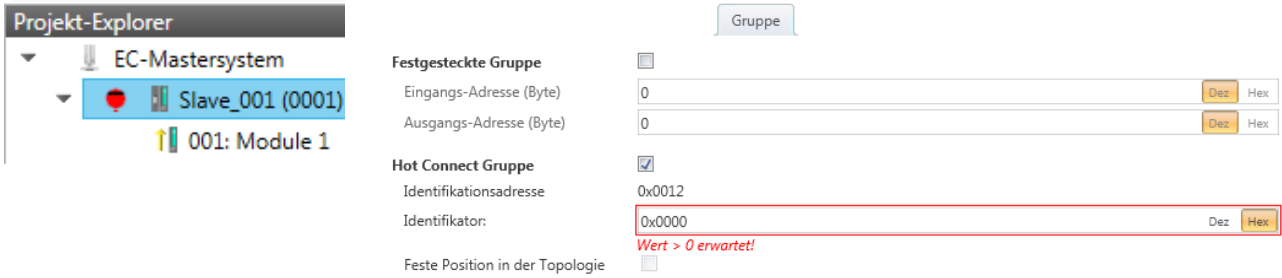 Projekt-Explorer
EC-Mastersystem
Slave_001 (0001)
001: Module 1
Gruppe
Festgesteckte Gruppe
Eingangs-Adresse (Byte) 0 Dez Hex
Ausgangs-Adresse (Byte) 0 Dez Hex
Hot Connect Gruppe
Identifikationsadresse 0x0012
Identifikator: 0x0000 Dez Hex
Wert > 0 erwartet!
Feste Position in der Topologie